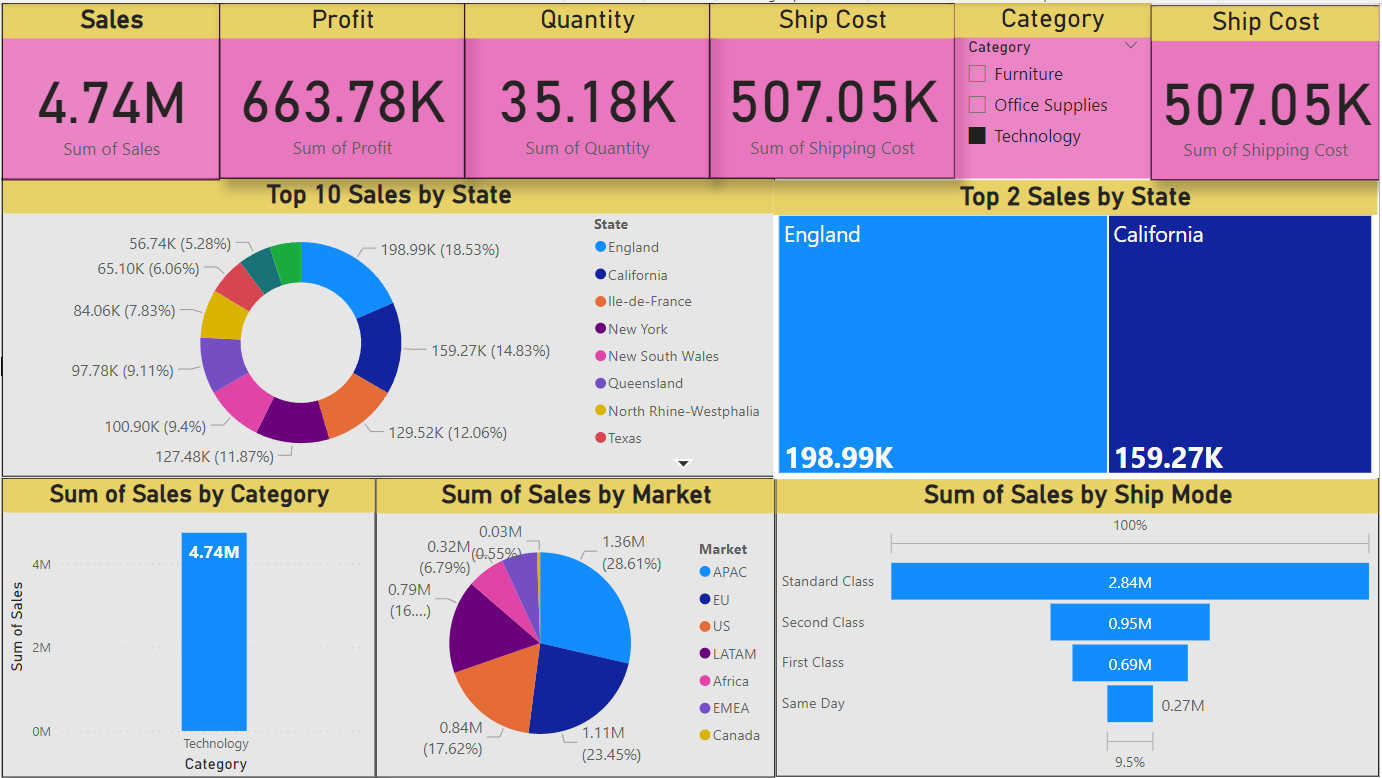 Sales
4.74M
Sum of Sales
Profit
663.78K
Sum of Profit
Quantity
35.18K
Sum of Quantity
Ship Cost
507.05K
Sum of Shipping Cost
Category
Category
Furniture
Office Supplies
Technology
Ship Cost
507.05K
Sum of Shipping Cost
Top 10 Sales by State
198.99K (18.53%)
159.27K (14.83%)
129.52K (12.06%)
127.48K (11.87%)
100.90K (9.4%)
97.78K (9.11%)
84.06K (7.83%)
65.10K (6.06%)
56.74K (5.28%)
State
England
California
Ile-de-France
New York
New South Wales
Queensland
North Rhine-Westphalia
Texas
Top 2 Sales by State
England
198.99K
California
159.27K
Sum of Sales by Category
Sum of Sales
4M
2M
0M
4.74M
Technology
Category
Sum of Sales by Market
1.36M
(28.61%)
1.11M
(23.45%)
0.84M
(17.62%)
0.79M
(16....)
0.32M
(6.79%)
0.03M
(0.55%)
Market
APAC
EU
US
LATAM
Africa
EMEA
Canada
Sum of Sales by Ship Mode
100%
Standard Class
2.84M
Second Class
0.95M
First Class
0.69M
Same Day
0.27M
9.5%